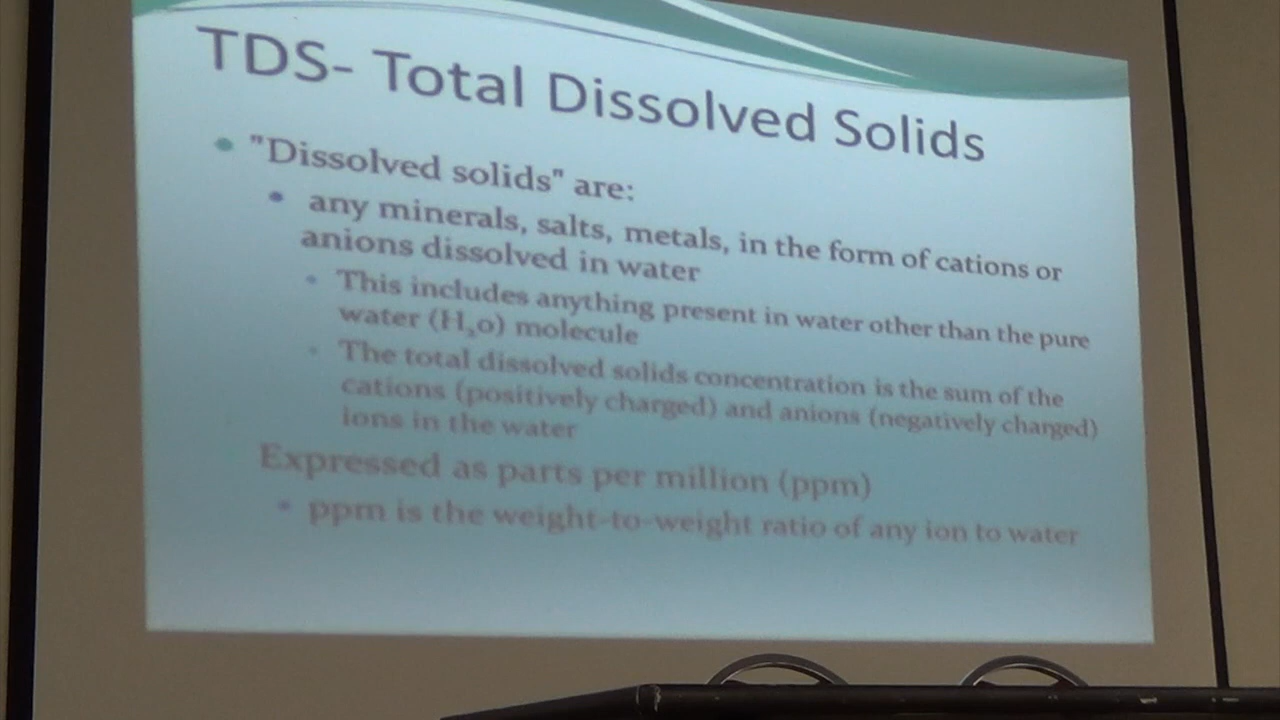 TDS- Total Dissolved Solids
"Dissolved solids" are:
any minerals, salts, metals, in the form of cations or
anions dissolved in water
This includes anything present in water other than the pure
water (H₂o) molecule
The total dissolved solids concentration is the sum of the
cations (positively charged) and anions (negatively charged)
ions in the water
Expressed as parts per million (ppm)
ppm is the weight-to-weight ratio of any ion to water